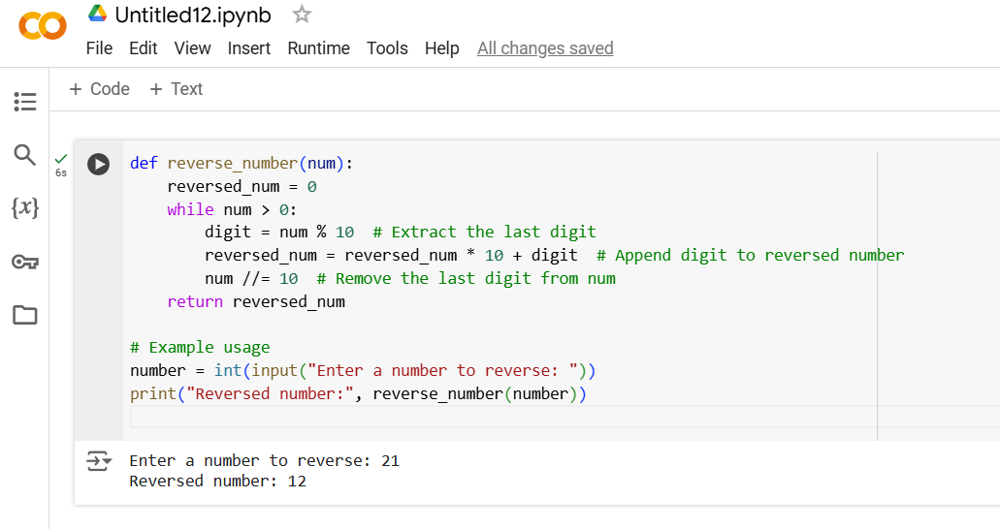 Untitled12.ipynb
File Edit View Insert Runtime Tools Help All changes saved
+ Code + Text
6s
{x}
def reverse_number(num):
    reversed_num = 0
    while num > 0:
        digit = num % 10  # Extract the last digit
        reversed_num = reversed_num * 10 + digit  # Append digit to reversed number
        num //= 10  # Remove the last digit from num
    return reversed_num

# Example usage
number = int(input("Enter a number to reverse: "))
print("Reversed number:", reverse_number(number))
Enter a number to reverse: 21
Reversed number: 12